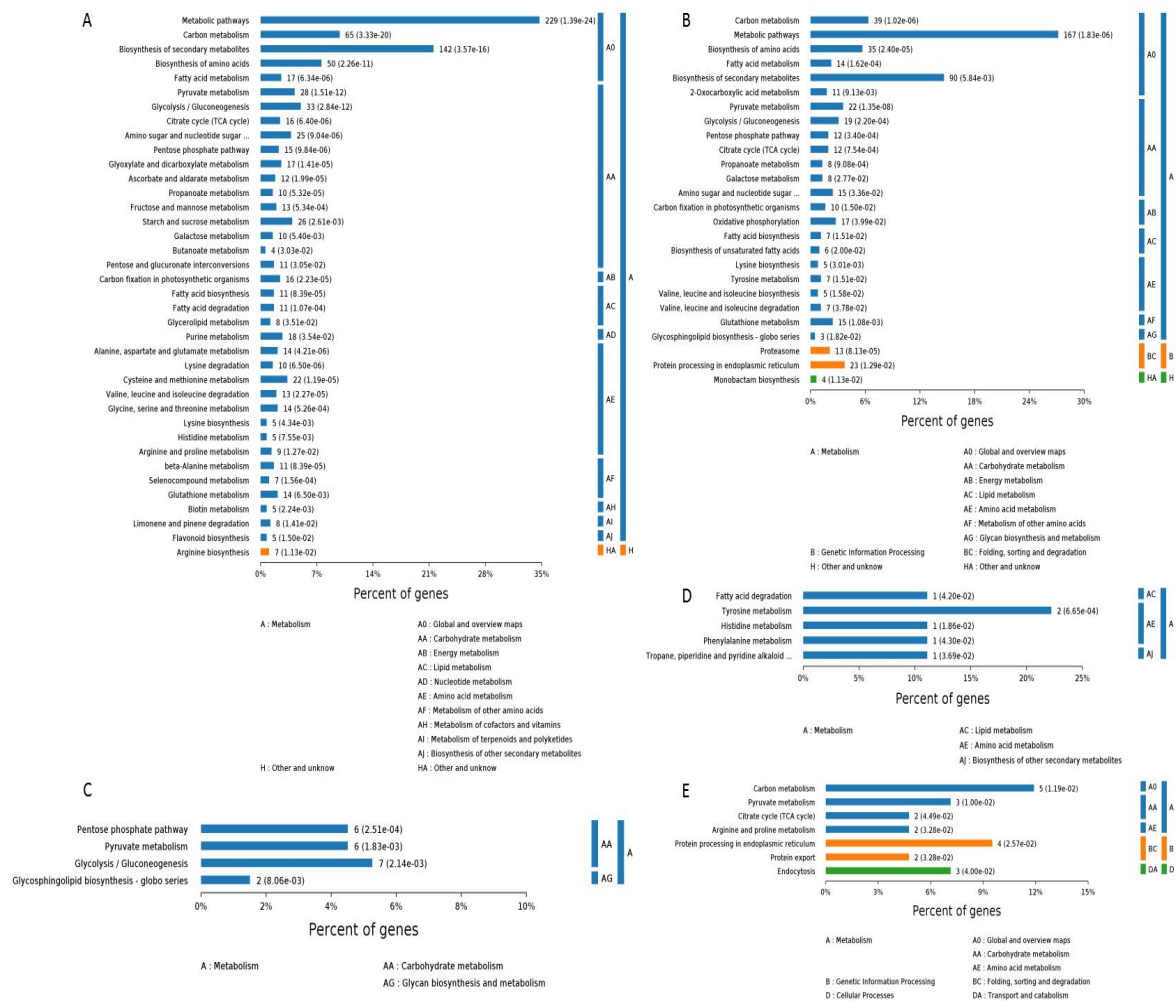 A
Metabolic pathways 229 (1.39e-24)
Carbon metabolism 65 (3.33e-20)
Biosynthesis of secondary metabolites 142 (3.57e-16)
Biosynthesis of amino acids 50 (2.26e-11)
Fatty acid metabolism 17 (6.34e-06)
Pyruvate metabolism 28 (1.51e-12)
Glycolysis / Gluconeogenesis 33 (2.84e-12)
Citrate cycle (TCA cycle) 16 (6.40e-06)
Amino sugar and nucleotide sugar ... 25 (9.04e-06)
Pentose phosphate pathway 15 (9.84e-06)
Glyoxylate and dicarboxylate metabolism 17 (1.41e-05)
Ascorbate and aldarate metabolism 12 (1.99e-05)
Propanoate metabolism 10 (5.32e-05)
Fructose and mannose metabolism 13 (5.34e-04)
Starch and sucrose metabolism 26 (2.61e-03)
Galactose metabolism 10 (5.40e-03)
Butanoate metabolism 4 (3.03e-02)
Pentose and glucuronate interconversions 11 (3.05e-02)
Carbon fixation in photosynthetic organisms 16 (2.23e-05)
Fatty acid biosynthesis 11 (8.39e-05)
Fatty acid degradation 11 (1.07e-04)
Glycerolipid metabolism 8 (3.51e-02)
Purine metabolism 18 (3.54e-02)
Alanine, aspartate and glutamate metabolism 14 (4.21e-06)
Lysine degradation 10 (6.50e-06)
Cysteine and methionine metabolism 22 (1.19e-05)
Valine, leucine and isoleucine degradation 13 (2.27e-05)
Glycine, serine and threonine metabolism 14 (5.26e-04)
Lysine biosynthesis 5 (4.34e-03)
Histidine metabolism 5 (7.55e-03)
Arginine and proline metabolism 9 (1.27e-02)
beta-Alanine metabolism 11 (8.39e-05)
Selenocompound metabolism 7 (1.56e-04)
Glutathione metabolism 14 (6.50e-03)
Biotin metabolism 5 (2.24e-03)
Limonene and pinene degradation 8 (1.41e-02)
Flavonoid biosynthesis 5 (1.50e-02)
Arginine biosynthesis 7 (1.13e-02)
A0
AA
AB
AC
AD
AE
AF
AH
AI
AJ
HA
A
H
0% 7% 14% 21% 28% 35%
Percent of genes
A : Metabolism A0 : Global and overview maps
AA : Carbohydrate metabolism
AB : Energy metabolism
AC : Lipid metabolism
AD : Nucleotide metabolism
AE : Amino acid metabolism
AF : Metabolism of other amino acids
AH : Metabolism of cofactors and vitamins
AI : Metabolism of terpenoids and polyketides
AJ : Biosynthesis of other secondary metabolites
H : Other and unknow HA : Other and unknow
B
Carbon metabolism 39 (1.02e-06)
Metabolic pathways 167 (1.83e-06)
Biosynthesis of amino acids 35 (2.40e-05)
Fatty acid metabolism 14 (1.62e-04)
Biosynthesis of secondary metabolites 90 (5.84e-03)
2-Oxocarboxylic acid metabolism 11 (9.13e-03)
Pyruvate metabolism 22 (1.35e-08)
Glycolysis / Gluconeogenesis 19 (2.20e-04)
Pentose phosphate pathway 12 (3.40e-04)
Citrate cycle (TCA cycle) 12 (7.54e-04)
Propanoate metabolism 8 (9.08e-04)
Galactose metabolism 8 (2.77e-02)
Amino sugar and nucleotide sugar ... 15 (3.36e-02)
Carbon fixation in photosynthetic organisms 10 (1.50e-02)
Oxidative phosphorylation 17 (3.99e-02)
Fatty acid biosynthesis 7 (1.51e-02)
Biosynthesis of unsaturated fatty acids 6 (2.00e-02)
Lysine biosynthesis 5 (3.01e-03)
Tyrosine metabolism 7 (1.51e-02)
Valine, leucine and isoleucine biosynthesis 5 (1.58e-02)
Valine, leucine and isoleucine degradation 7 (3.78e-02)
Glutathione metabolism 15 (1.08e-03)
Glycosphingolipid biosynthesis - globo series 3 (1.82e-02)
Proteasome 13 (8.13e-05)
Protein processing in endoplasmic reticulum 23 (1.29e-02)
Monobactam biosynthesis 4 (1.13e-02)
A0
AA
AB
AC
AE
AF
AG
BC
HA
A
B
H
0% 6% 12% 18% 24% 30%
Percent of genes
A : Metabolism A0 : Global and overview maps
AA : Carbohydrate metabolism
AB : Energy metabolism
AC : Lipid metabolism
AE : Amino acid metabolism
AF : Metabolism of other amino acids
AG : Glycan biosynthesis and metabolism
B : Genetic Information Processing BC : Folding, sorting and degradation
H : Other and unknow HA : Other and unknow
C
Pentose phosphate pathway 6 (2.51e-04)
Pyruvate metabolism 6 (1.83e-03)
Glycolysis / Gluconeogenesis 7 (2.14e-03)
Glycosphingolipid biosynthesis - globo series 2 (8.06e-03)
AA
AG
A
0% 2% 4% 6% 8% 10%
Percent of genes
A : Metabolism AA : Carbohydrate metabolism
AG : Glycan biosynthesis and metabolism
D
Fatty acid degradation 1 (4.20e-02)
Tyrosine metabolism 2 (6.65e-04)
Histidine metabolism 1 (1.86e-02)
Phenylalanine metabolism 1 (4.30e-02)
Tropane, piperidine and pyridine alkaloid ... 1 (3.69e-02)
AC
AE
AJ
A
0% 5% 10% 15% 20% 25%
Percent of genes
A : Metabolism AC : Lipid metabolism
AE : Amino acid metabolism
AJ : Biosynthesis of other secondary metabolites
E
Carbon metabolism 5 (1.19e-02)
Pyruvate metabolism 3 (1.00e-02)
Citrate cycle (TCA cycle) 2 (4.49e-02)
Arginine and proline metabolism 2 (3.28e-02)
Protein processing in endoplasmic reticulum 4 (2.57e-02)
Protein export 2 (3.28e-02)
Endocytosis 3 (4.00e-02)
A0
AA
AE
BC
DA
A
B
D
0% 3% 6% 9% 12% 15%
Percent of genes
A : Metabolism A0 : Global and overview maps
AA : Carbohydrate metabolism
AE : Amino acid metabolism
B : Genetic Information Processing BC : Folding, sorting and degradation
D : Cellular Processes DA : Transport and catabolism